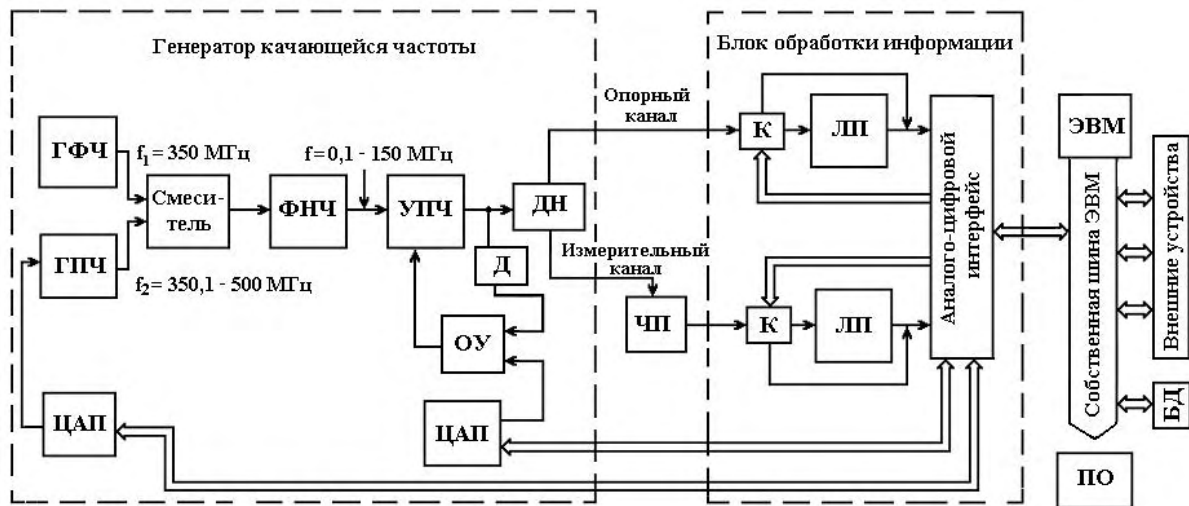 Генератор качающейся частоты
Блок обработки информации
Опорный
канал
ГФЧ
f₁ = 350 МГц
f=0,1 - 150 МГц
К
ЛП
ЭВМ
Смеси-
тель
ФНЧ
УПЧ
ДН
ГПЧ
f₂ = 350,1 - 500 МГц
Д
Измерительный
канал
Аналого-цифровой
интерфейс
Собственная шина ЭВМ
Внешние устройства
ОУ
ЧП
К
ЛП
ЦАП
ЦАП
БД
ПО